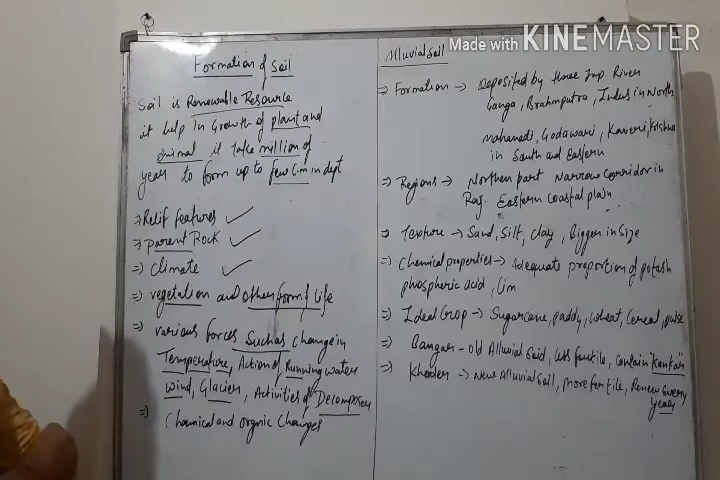 Made with KINEMASTER
Formation of Soil
Soil is Renewable Resource
it help in Growth of plant and
animal it take million of
years to form up to few Cm in dept
=> Relif features ✓
=> parent Rock ✓
=> climate ✓
=> vegetation and other form of life
=> various forces Such as change in
Temperature, Action of Running water
wind, Glacier, Activities of Decomposers
=> Chamical and organic Changes
Alluvial Soil
=> Formation → Deposited by three Imp. River
Ganga, Brahmputra, Indus in North
Mahanadi, Godawari, Kaveri, Krishna
in South and Eastern
=> Regions → Northern part Narrow corridor in
Raj. Eastern coastal plain
=> Texture → Sand, Silt, clay, Bigger in Size
=> Chemical properties → Adequate proportion of potash
phospheric acid, lim
=> Ideal Crop → Sugarcane, paddy, wheat, Cereal, pulse
=> Bangar - old Alluvial Soil, less fertile, contain "Kankar"
=> Khader → New Alluvial Soil, more fertile, Renew Every
year